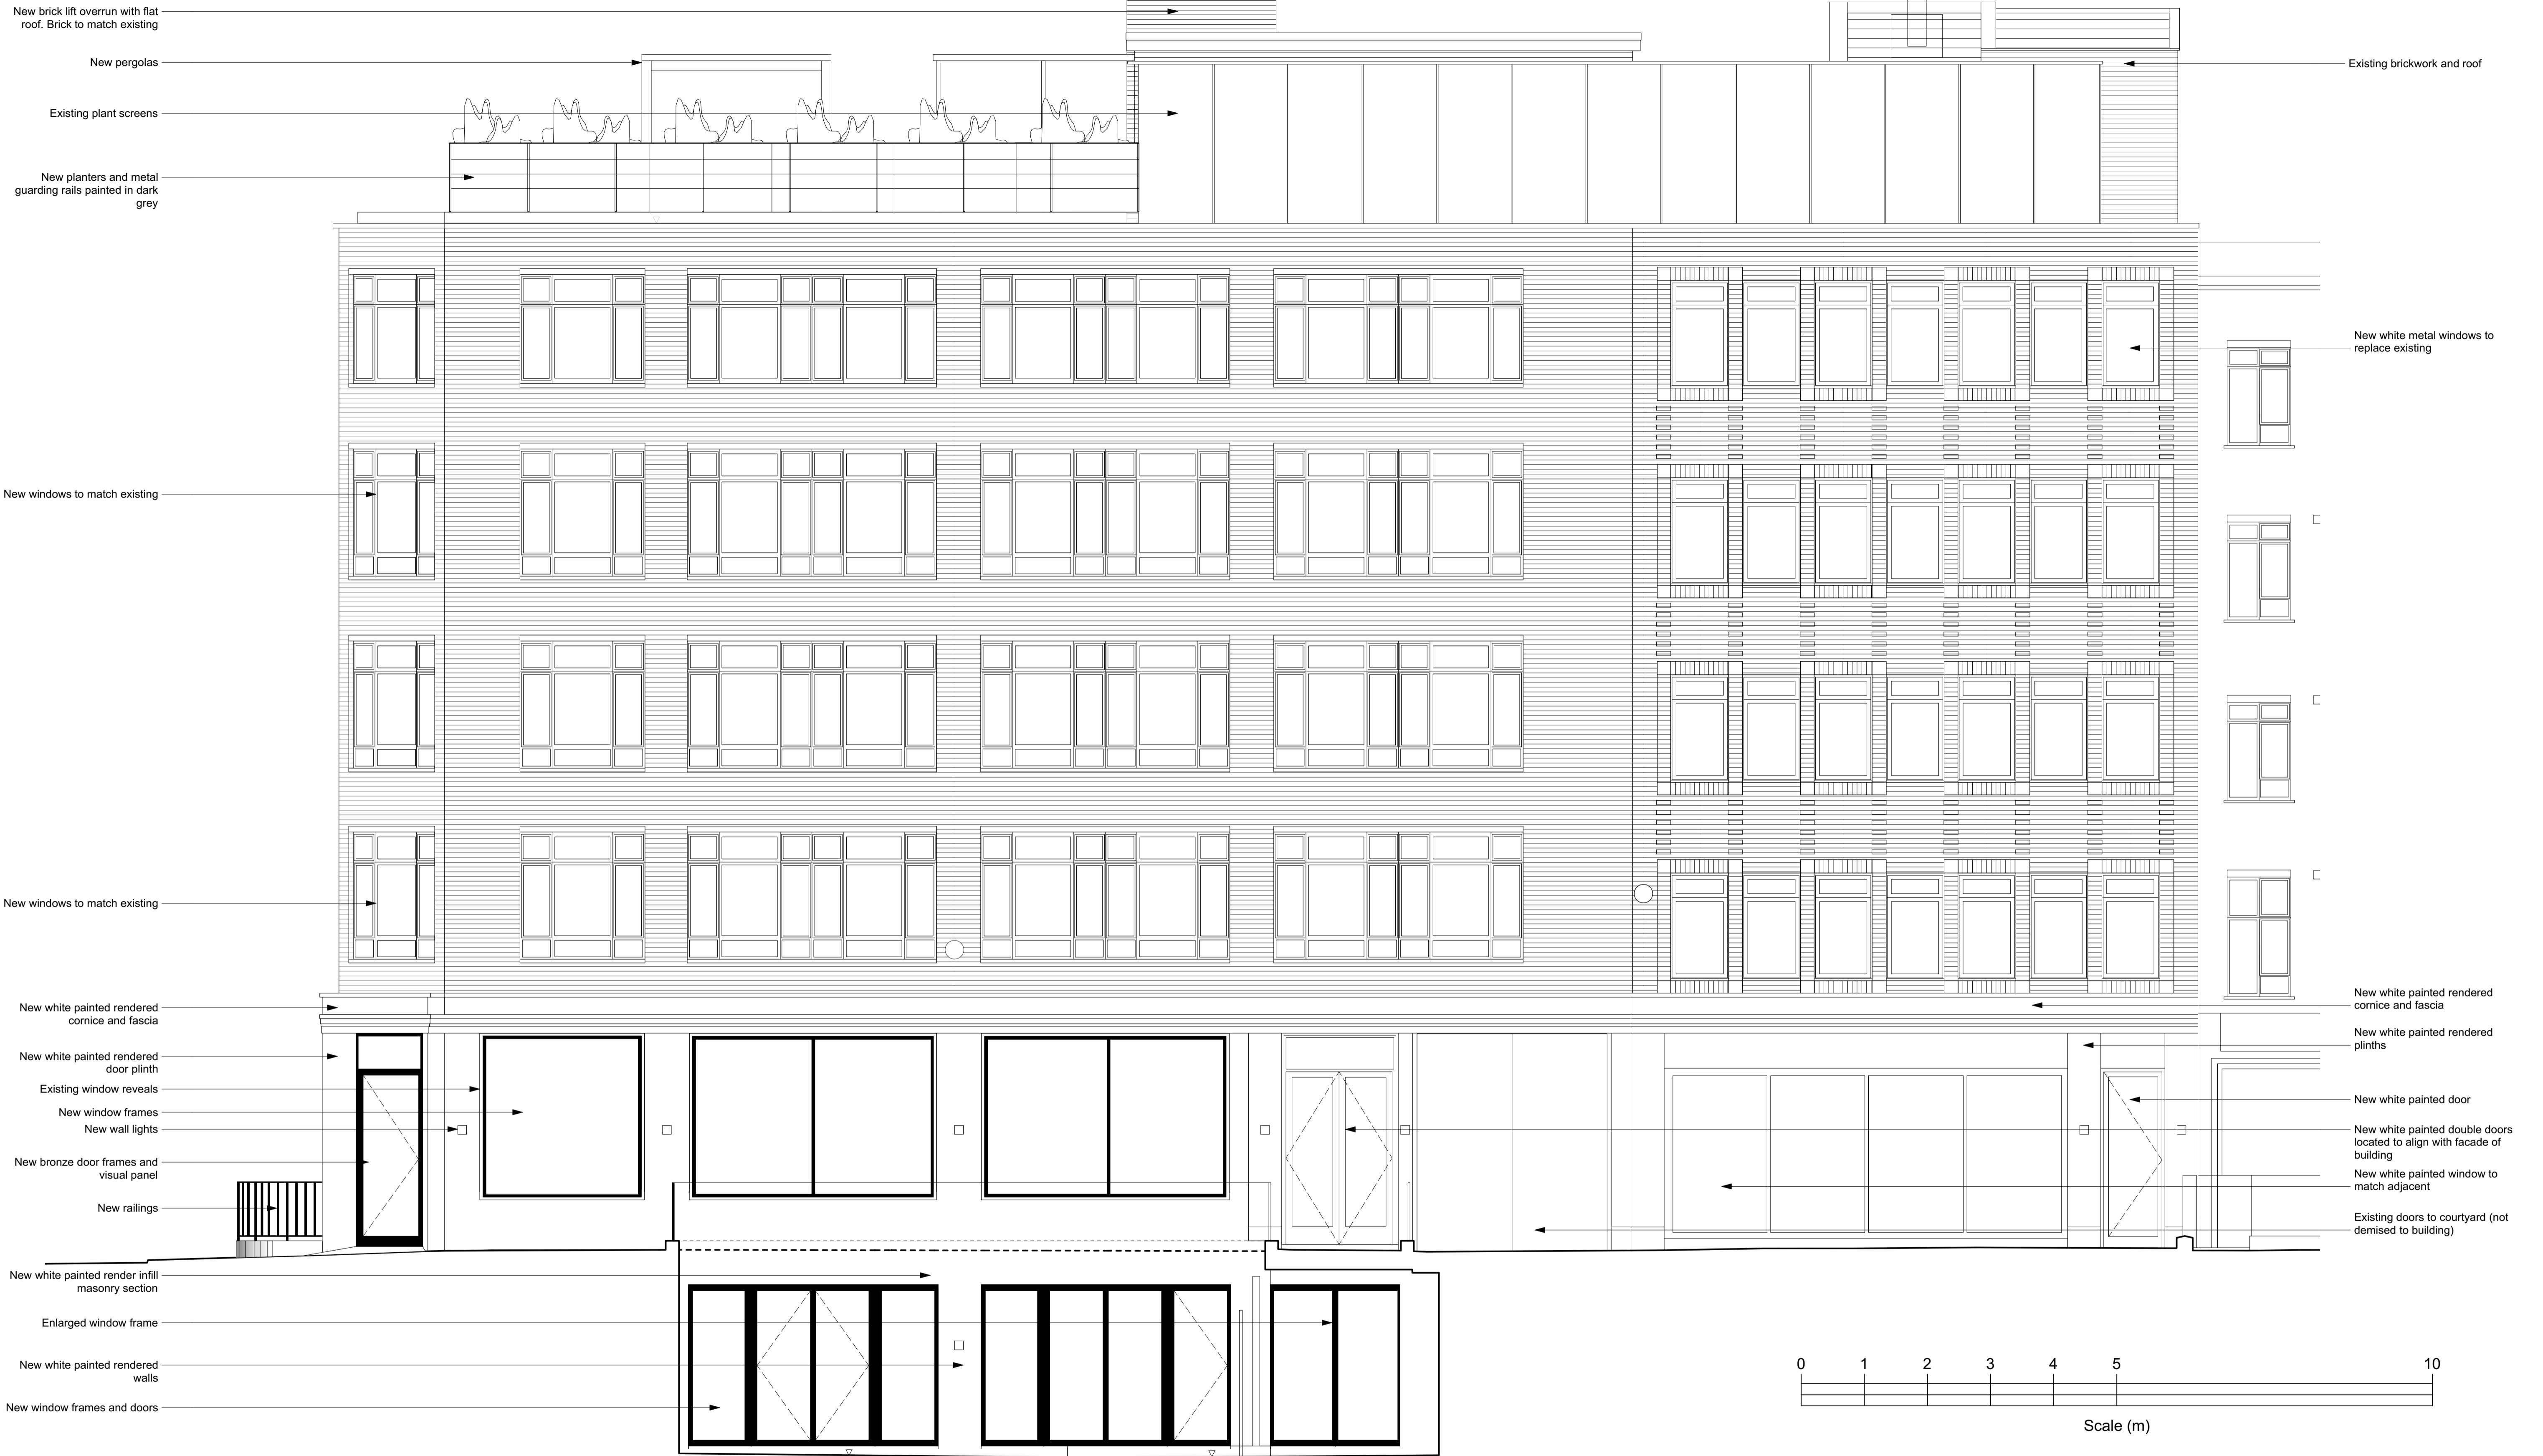 New brick lift overrun with flat
roof. Brick to match existing
New pergolas
Existing plant screens
New planters and metal
guarding rails painted in dark
grey
New windows to match existing
New windows to match existing
New white painted rendered
cornice and fascia
New white painted rendered
door plinth
Existing window reveals
New window frames
New wall lights
New bronze door frames and
visual panel
New railings
New white painted render infill
masonry section
Enlarged window frame
New white painted rendered
walls
New window frames and doors
Existing brickwork and roof
New white metal windows to
replace existing
New white painted rendered
cornice and fascia
New white painted rendered
plinths
New white painted door
New white painted double doors
located to align with facade of
building
New white painted window to
match adjacent
Existing doors to courtyard (not
demised to building)
0 1 2 3 4 5 10
Scale (m)